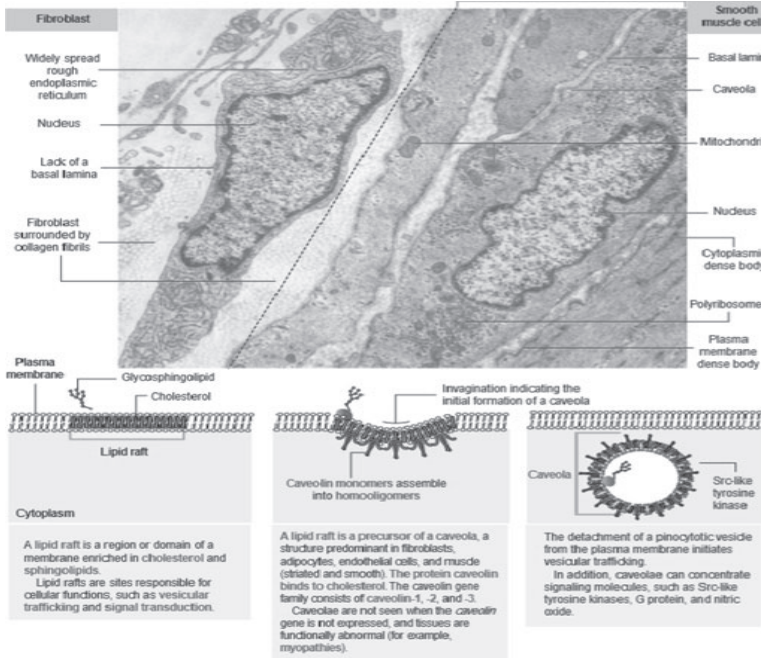 Fibroblast
Widely spread
rough
endoplasmic
reticulum
Nucleus
Lack of a
basal lamina
Fibroblast
surrounded by
collagen fibrils
Smooth
muscle cell
Basal lamin
Caveola
Mitochondri
Nucleus
Cytoplasmi
dense body
Polyribosome
Plasma
membrane
dense body
Plasma
membrane
Glycosphingolipid
Cholesterol
Lipid raft
Cytoplasm
A lipid raft is a region or domain of a
membrane enriched in cholesterol and
sphingolipids.
Lipid rafts are sites responsible for
cellular functions, such as vesicular
trafficking and signal transduction.
Invagination indicating the
initial formation of a caveola
Caveolin monomers assemble
into homooligomers
A lipid raft is a precursor of a caveola, a
structure predominant in fibroblasts,
adipocytes, endothelial cells, and muscle
(striated and smooth). The protein caveolin
binds to cholesterol. The caveolin gene
family consists of caveolin-1, -2, and -3.
Caveolae are not seen when the caveolin
gene is not expressed, and tissues are
functionally abnormal (for example,
myopathies).
Caveola
Src-like
tyrosine
kinase
The detachment of a pinocytotic vesicle
from the plasma membrane initiates
vesicular trafficking.
In addition, caveolae can concentrate
signaling molecules, such as Src-like
tyrosine kinases, G protein, and nitric
oxide.